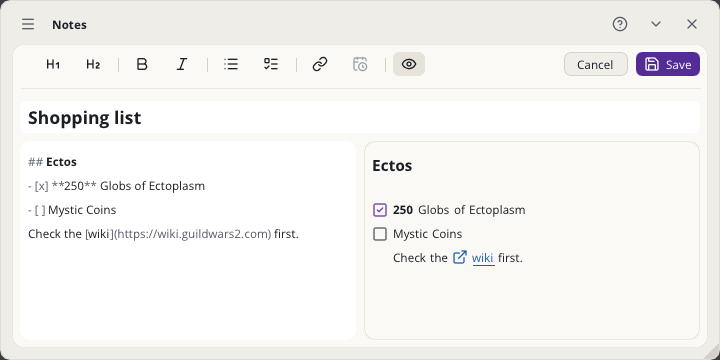 Notes
H1 H2 B I Cancel Save
Shopping list
## Ectos
- [x] **250** Globs of Ectoplasm
- [ ] Mystic Coins
Check the [wiki](https://wiki.guildwars2.com) first.
Ectos
250 Globs of Ectoplasm
Mystic Coins
Check the wiki first.